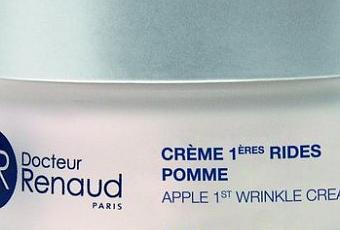 R
Docteur
Renaud
PARIS
CRÈME 1ÈRES RIDES
POMME
APPLE 1ST WRINKLE CREA